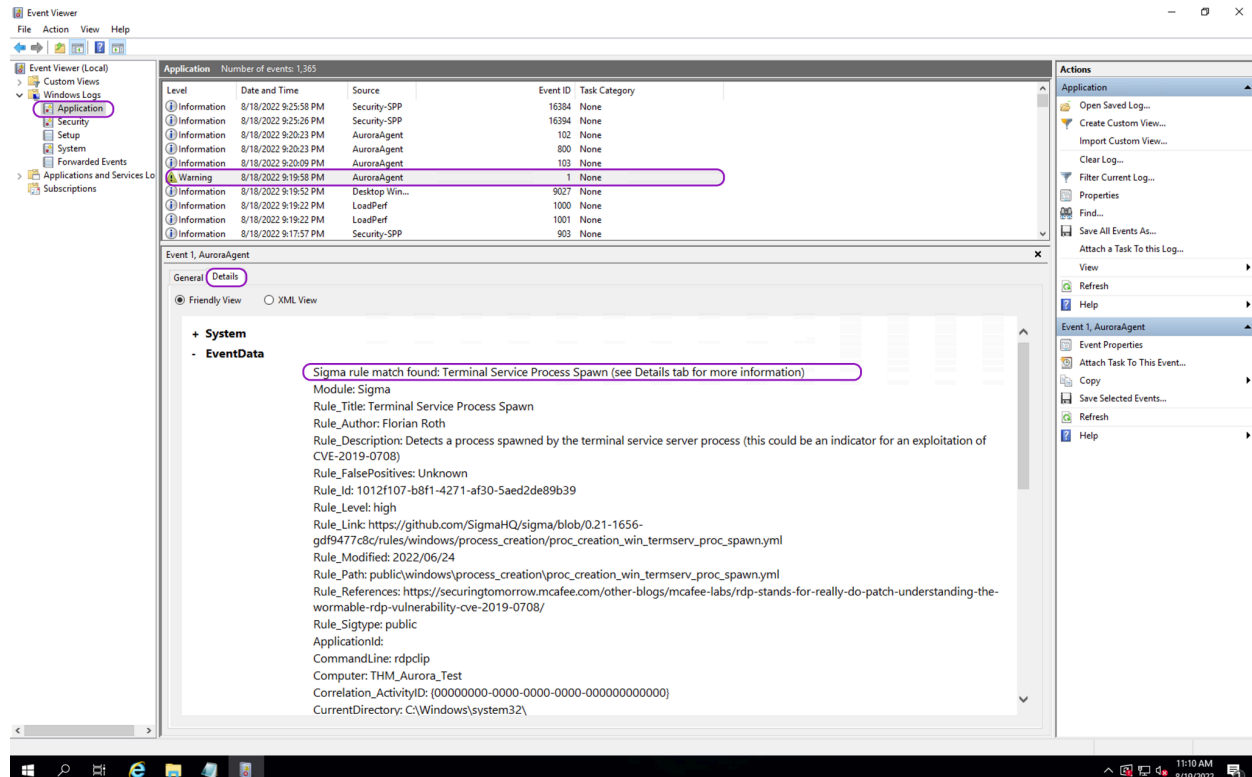 Event Viewer
File Action View Help
Event Viewer (Local)
Custom Views
Windows Logs
Application
Security
Setup
System
Forwarded Events
Applications and Services Lo
Subscriptions
Application Number of events: 1,365
Level Date and Time Source Event ID Task Category
Information 8/18/2022 9:25:58 PM Security-SPP 16384 None
Information 8/18/2022 9:25:26 PM Security-SPP 16394 None
Information 8/18/2022 9:20:23 PM AuroraAgent 102 None
Information 8/18/2022 9:20:23 PM AuroraAgent 800 None
Information 8/18/2022 9:20:09 PM AuroraAgent 103 None
Warning 8/18/2022 9:19:58 PM AuroraAgent 1 None
Information 8/18/2022 9:19:52 PM Desktop Win... 9027 None
Information 8/18/2022 9:19:22 PM LoadPerf 1000 None
Information 8/18/2022 9:19:22 PM LoadPerf 1001 None
Information 8/18/2022 9:17:57 PM Security-SPP 903 None
Event 1, AuroraAgent
General Details
Friendly View XML View
+ System
- EventData
Sigma rule match found: Terminal Service Process Spawn (see Details tab for more information)
Module: Sigma
Rule_Title: Terminal Service Process Spawn
Rule_Author: Florian Roth
Rule_Description: Detects a process spawned by the terminal service server process (this could be an indicator for an exploitation of
CVE-2019-0708)
Rule_FalsePositives: Unknown
Rule_Id: 1012f107-b8f1-4271-af30-5aed2de89b39
Rule_Level: high
Rule_Link: https://github.com/SigmaHQ/sigma/blob/0.21-1656-
gdf9477c8c/rules/windows/process_creation/proc_creation_win_termserv_proc_spawn.yml
Rule_Modified: 2022/06/24
Rule_Path: public\windows\process_creation\proc_creation_win_termserv_proc_spawn.yml
Rule_References: https://securingtomorrow.mcafee.com/other-blogs/mcafee-labs/rdp-stands-for-really-do-patch-understanding-the-
wormable-rdp-vulnerability-cve-2019-0708/
Rule_Sigtype: public
ApplicationId:
CommandLine: rdpclip
Computer: THM_Aurora_Test
Correlation_ActivityID: {00000000-0000-0000-0000-000000000000}
CurrentDirectory: C:\Windows\system32\
Actions
Application
Open Saved Log...
Create Custom View...
Import Custom View...
Clear Log...
Filter Current Log...
Properties
Find...
Save All Events As...
Attach a Task To this Log...
View
Refresh
Help
Event 1, AuroraAgent
Event Properties
Attach Task To This Event...
Copy
Save Selected Events...
Refresh
Help
11:10 AM
8/19/2022